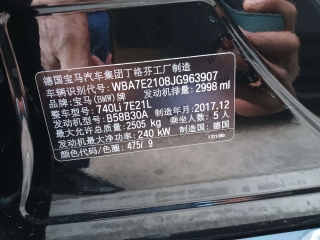 德国宝马汽车集团丁格芬工厂制造
车辆识别代号: WBA7E2108JG963907
品牌: 宝马(BMW)牌 发动机排量: 2998 ml
整车型号: 740Li 7E21L
发动机型号: B58B30A 制造年月: 2017.12
最大允许总质量: 2505 kg 乘坐人数: 5 人
发动机最大净功率: 240 kW 制造国: 德国
颜色代码/色圈: 475/ 9